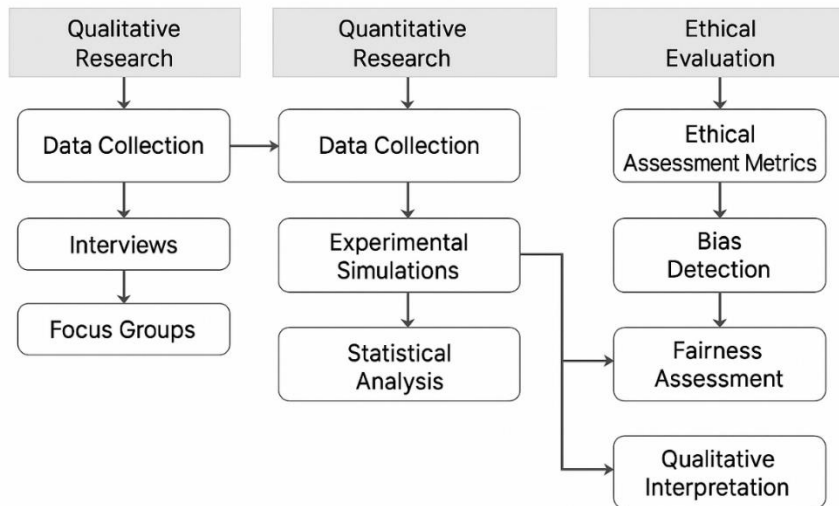 Qualitative
Research
Quantitative
Research
Ethical
Evaluation
Data Collection
Data Collection
Ethical
Assessment Metrics
Interviews
Experimental
Simulations
Bias
Detection
Focus Groups
Statistical
Analysis
Fairness
Assessment
Qualitative
Interpretation